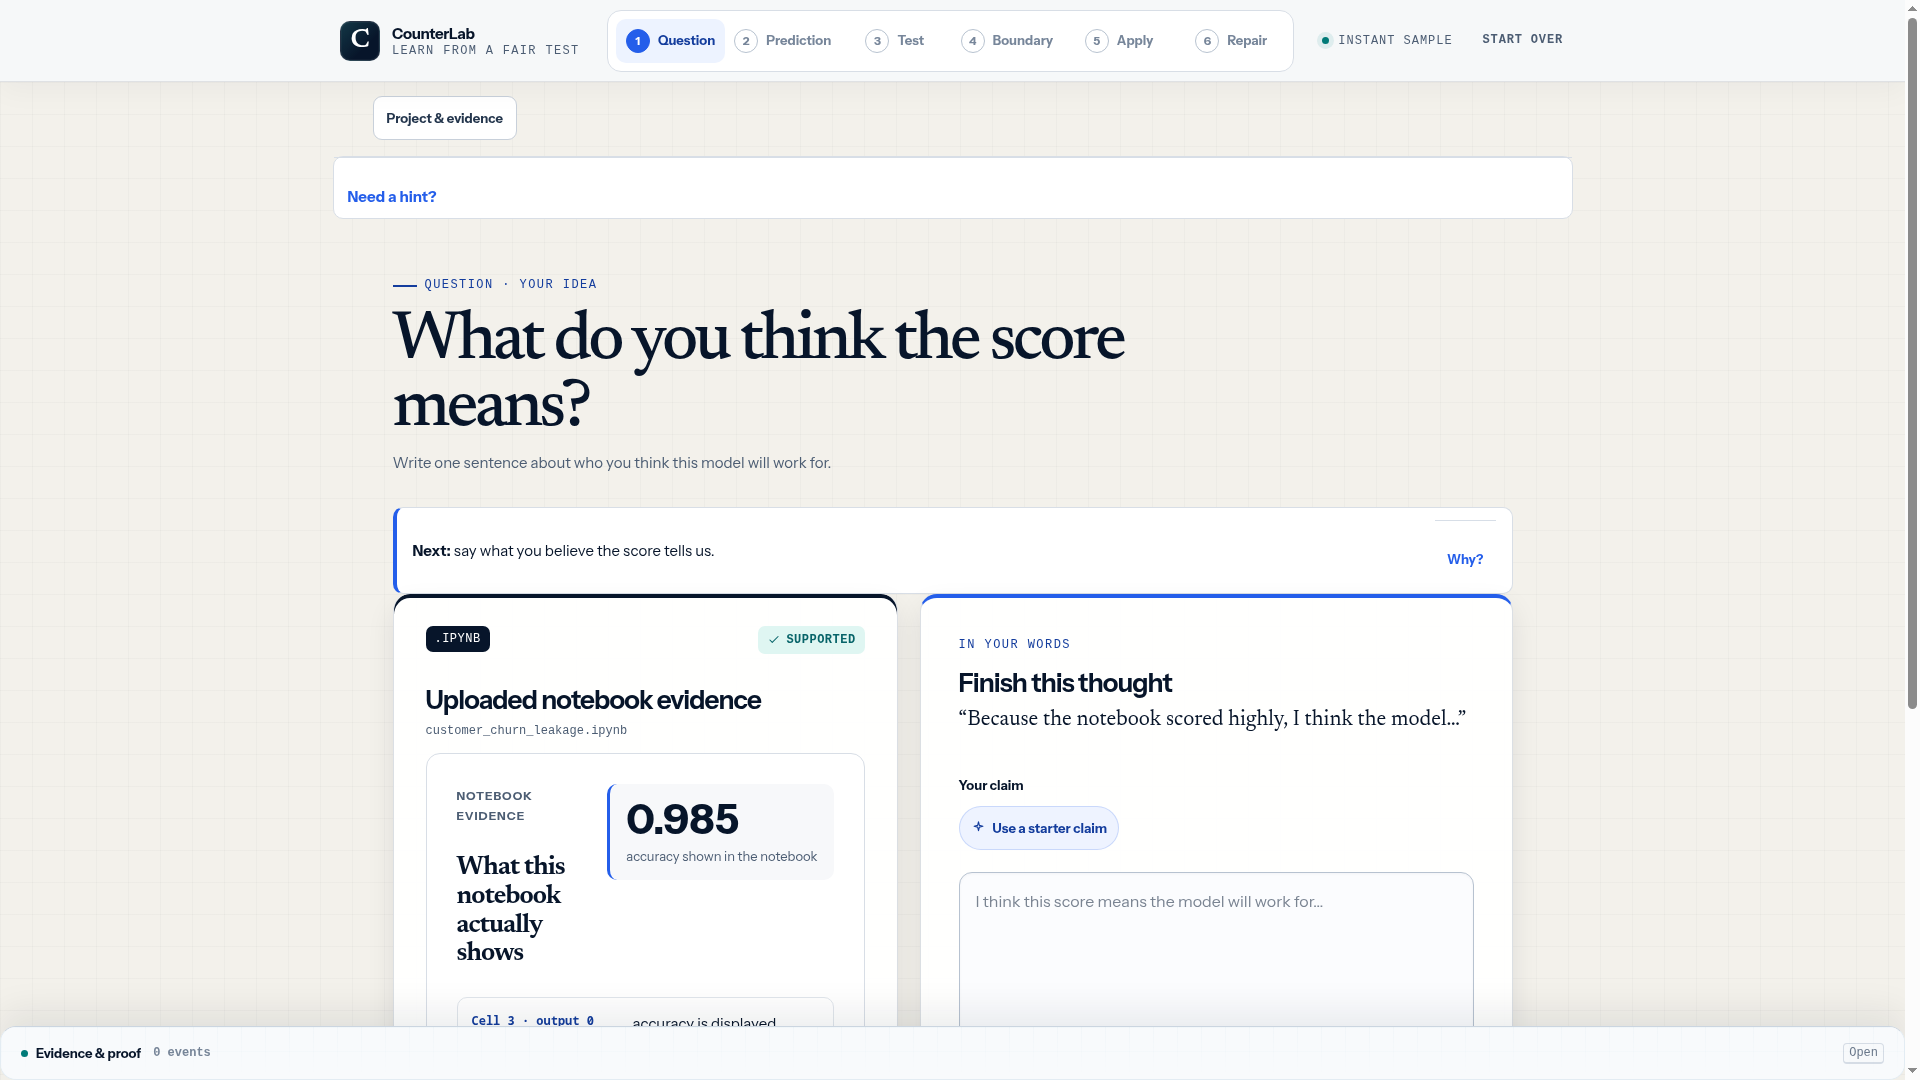 C
CounterLab
LEARN FROM A FAIR TEST
1 Question
2 Prediction
3 Test
4 Boundary
5 Apply
6 Repair
INSTANT SAMPLE
START OVER
Project & evidence
Need a hint?
QUESTION · YOUR IDEA
What do you think the score
means?
Write one sentence about who you think this model will work for.
Next: say what you believe the score tells us.
Why?
.IPYNB
SUPPORTED
Uploaded notebook evidence
customer_churn_leakage.ipynb
NOTEBOOK
EVIDENCE
What this
notebook
actually
shows
0.985
accuracy shown in the notebook
Cell 3 · output 0
accuracy is displayed
IN YOUR WORDS
Finish this thought
“Because the notebook scored highly, I think the model…”
Your claim
Use a starter claim
I think this score means the model will work for...
Evidence & proof
0 events
Open